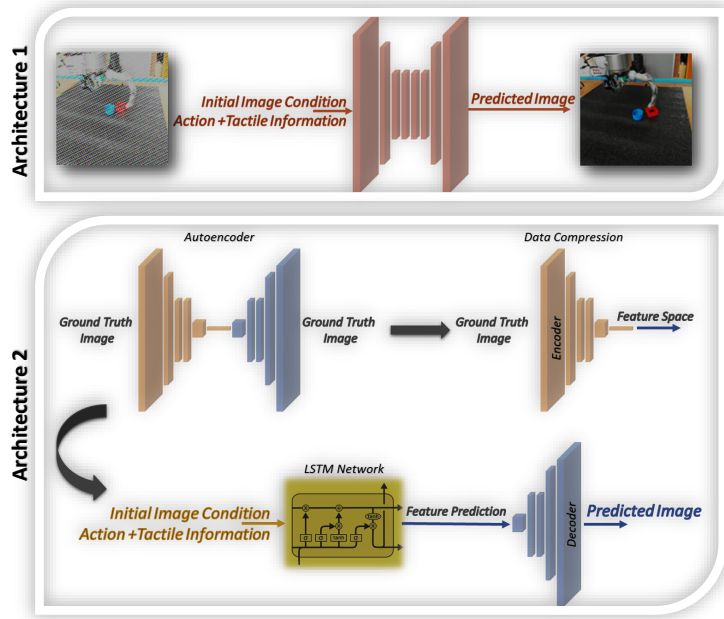 Architecture 1
Initial Image Condition
Action +Tactile Information
Predicted Image
Architecture 2
Autoencoder
Data Compression
Ground Truth
Image
Ground Truth
Image
Ground Truth
Image
Encoder
Feature Space
LSTM Network
Initial Image Condition
Action +Tactile Information
σ
σ
tanh
σ
tanh
Feature Prediction
Decoder
Predicted Image